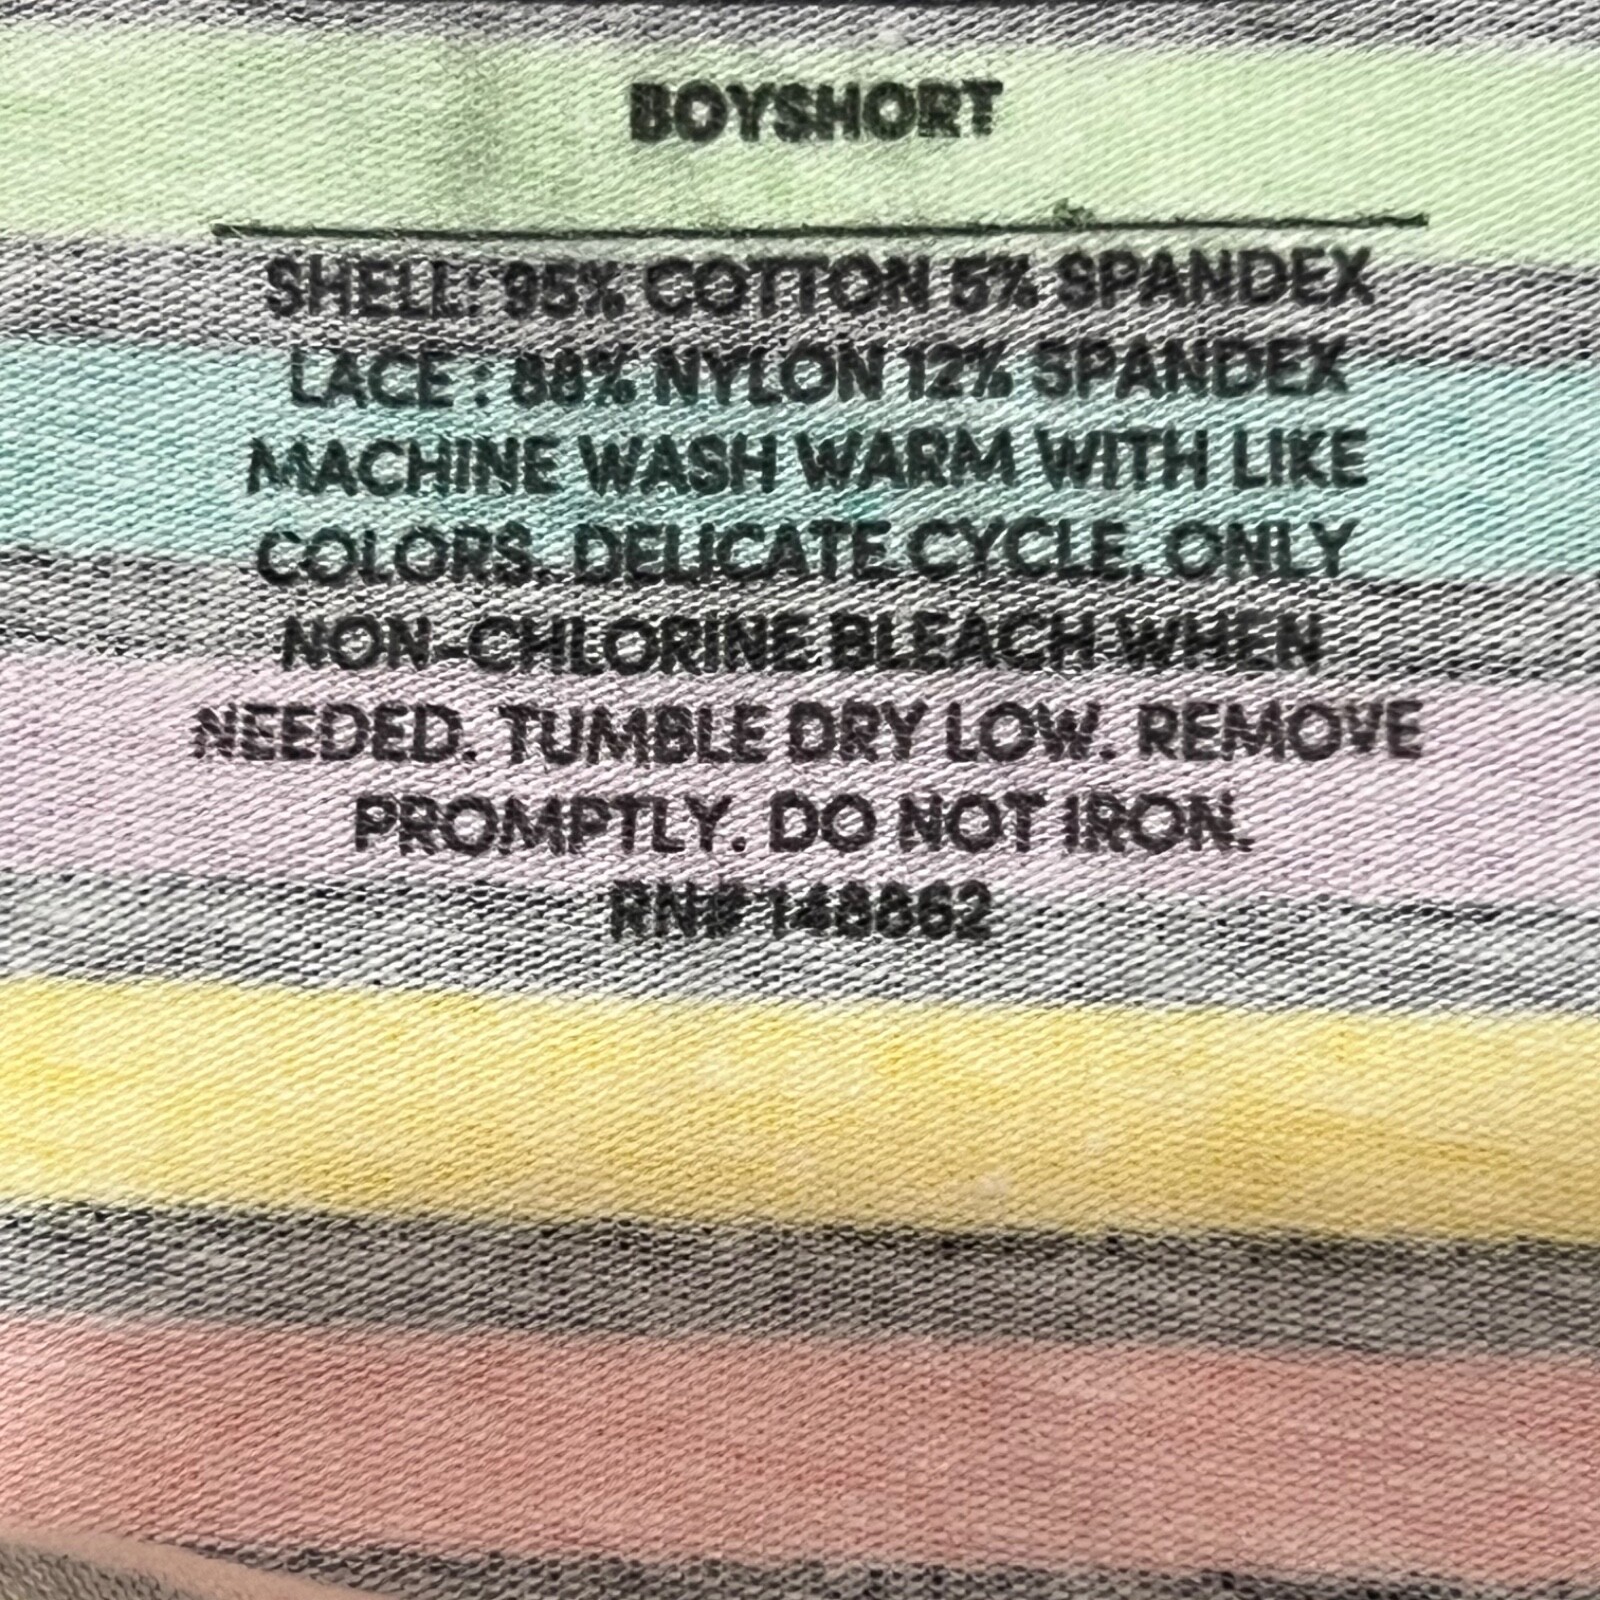 BOYSHORT
SHELL: 95% COTTON 5% SPANDEX
LACE : 88% NYLON 12% SPANDEX
MACHINE WASH WARM WITH LIKE
COLORS. DELICATE CYCLE. ONLY
NON-CHLORINE BLEACH WHEN
NEEDED. TUMBLE DRY LOW. REMOVE
PROMPTLY. DO NOT IRON.
RN# 148862